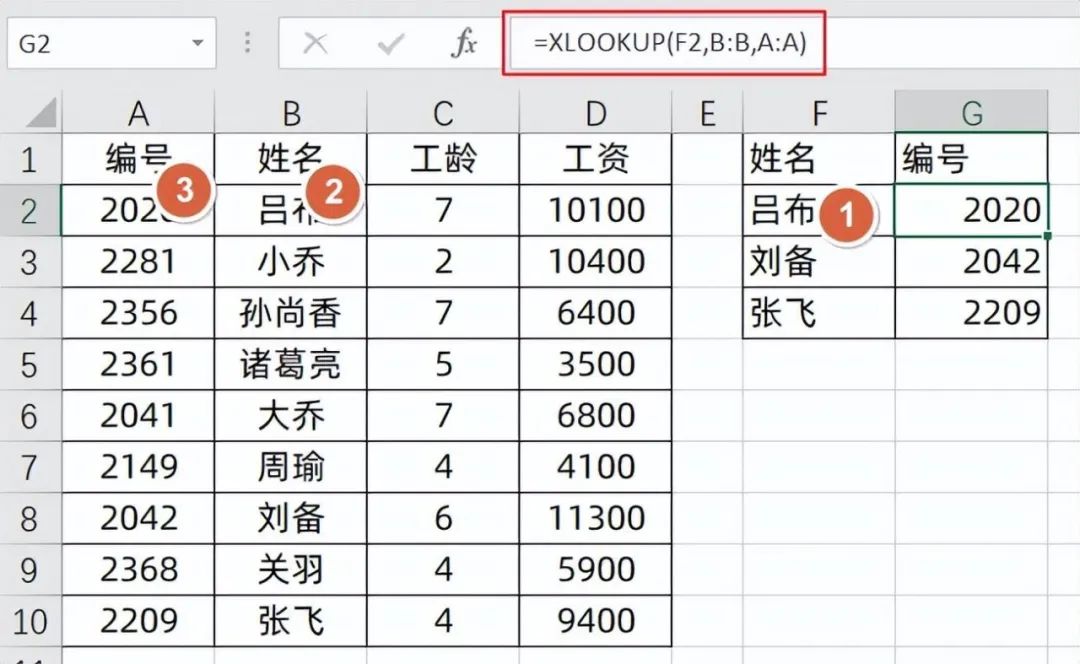 G2 fx =XLOOKUP(F2,B:B,A:A)
A B C D E F G
1 编号 姓名 工龄 工资 姓名 编号
3 2 1
2 202 吕布 7 10100 吕布 2020
3 2281 小乔 2 10400 刘备 2042
4 2356 孙尚香 7 6400 张飞 2209
5 2361 诸葛亮 5 3500
6 2041 大乔 7 6800
7 2149 周瑜 4 4100
8 2042 刘备 6 11300
9 2368 关羽 4 5900
10 2209 张飞 4 9400